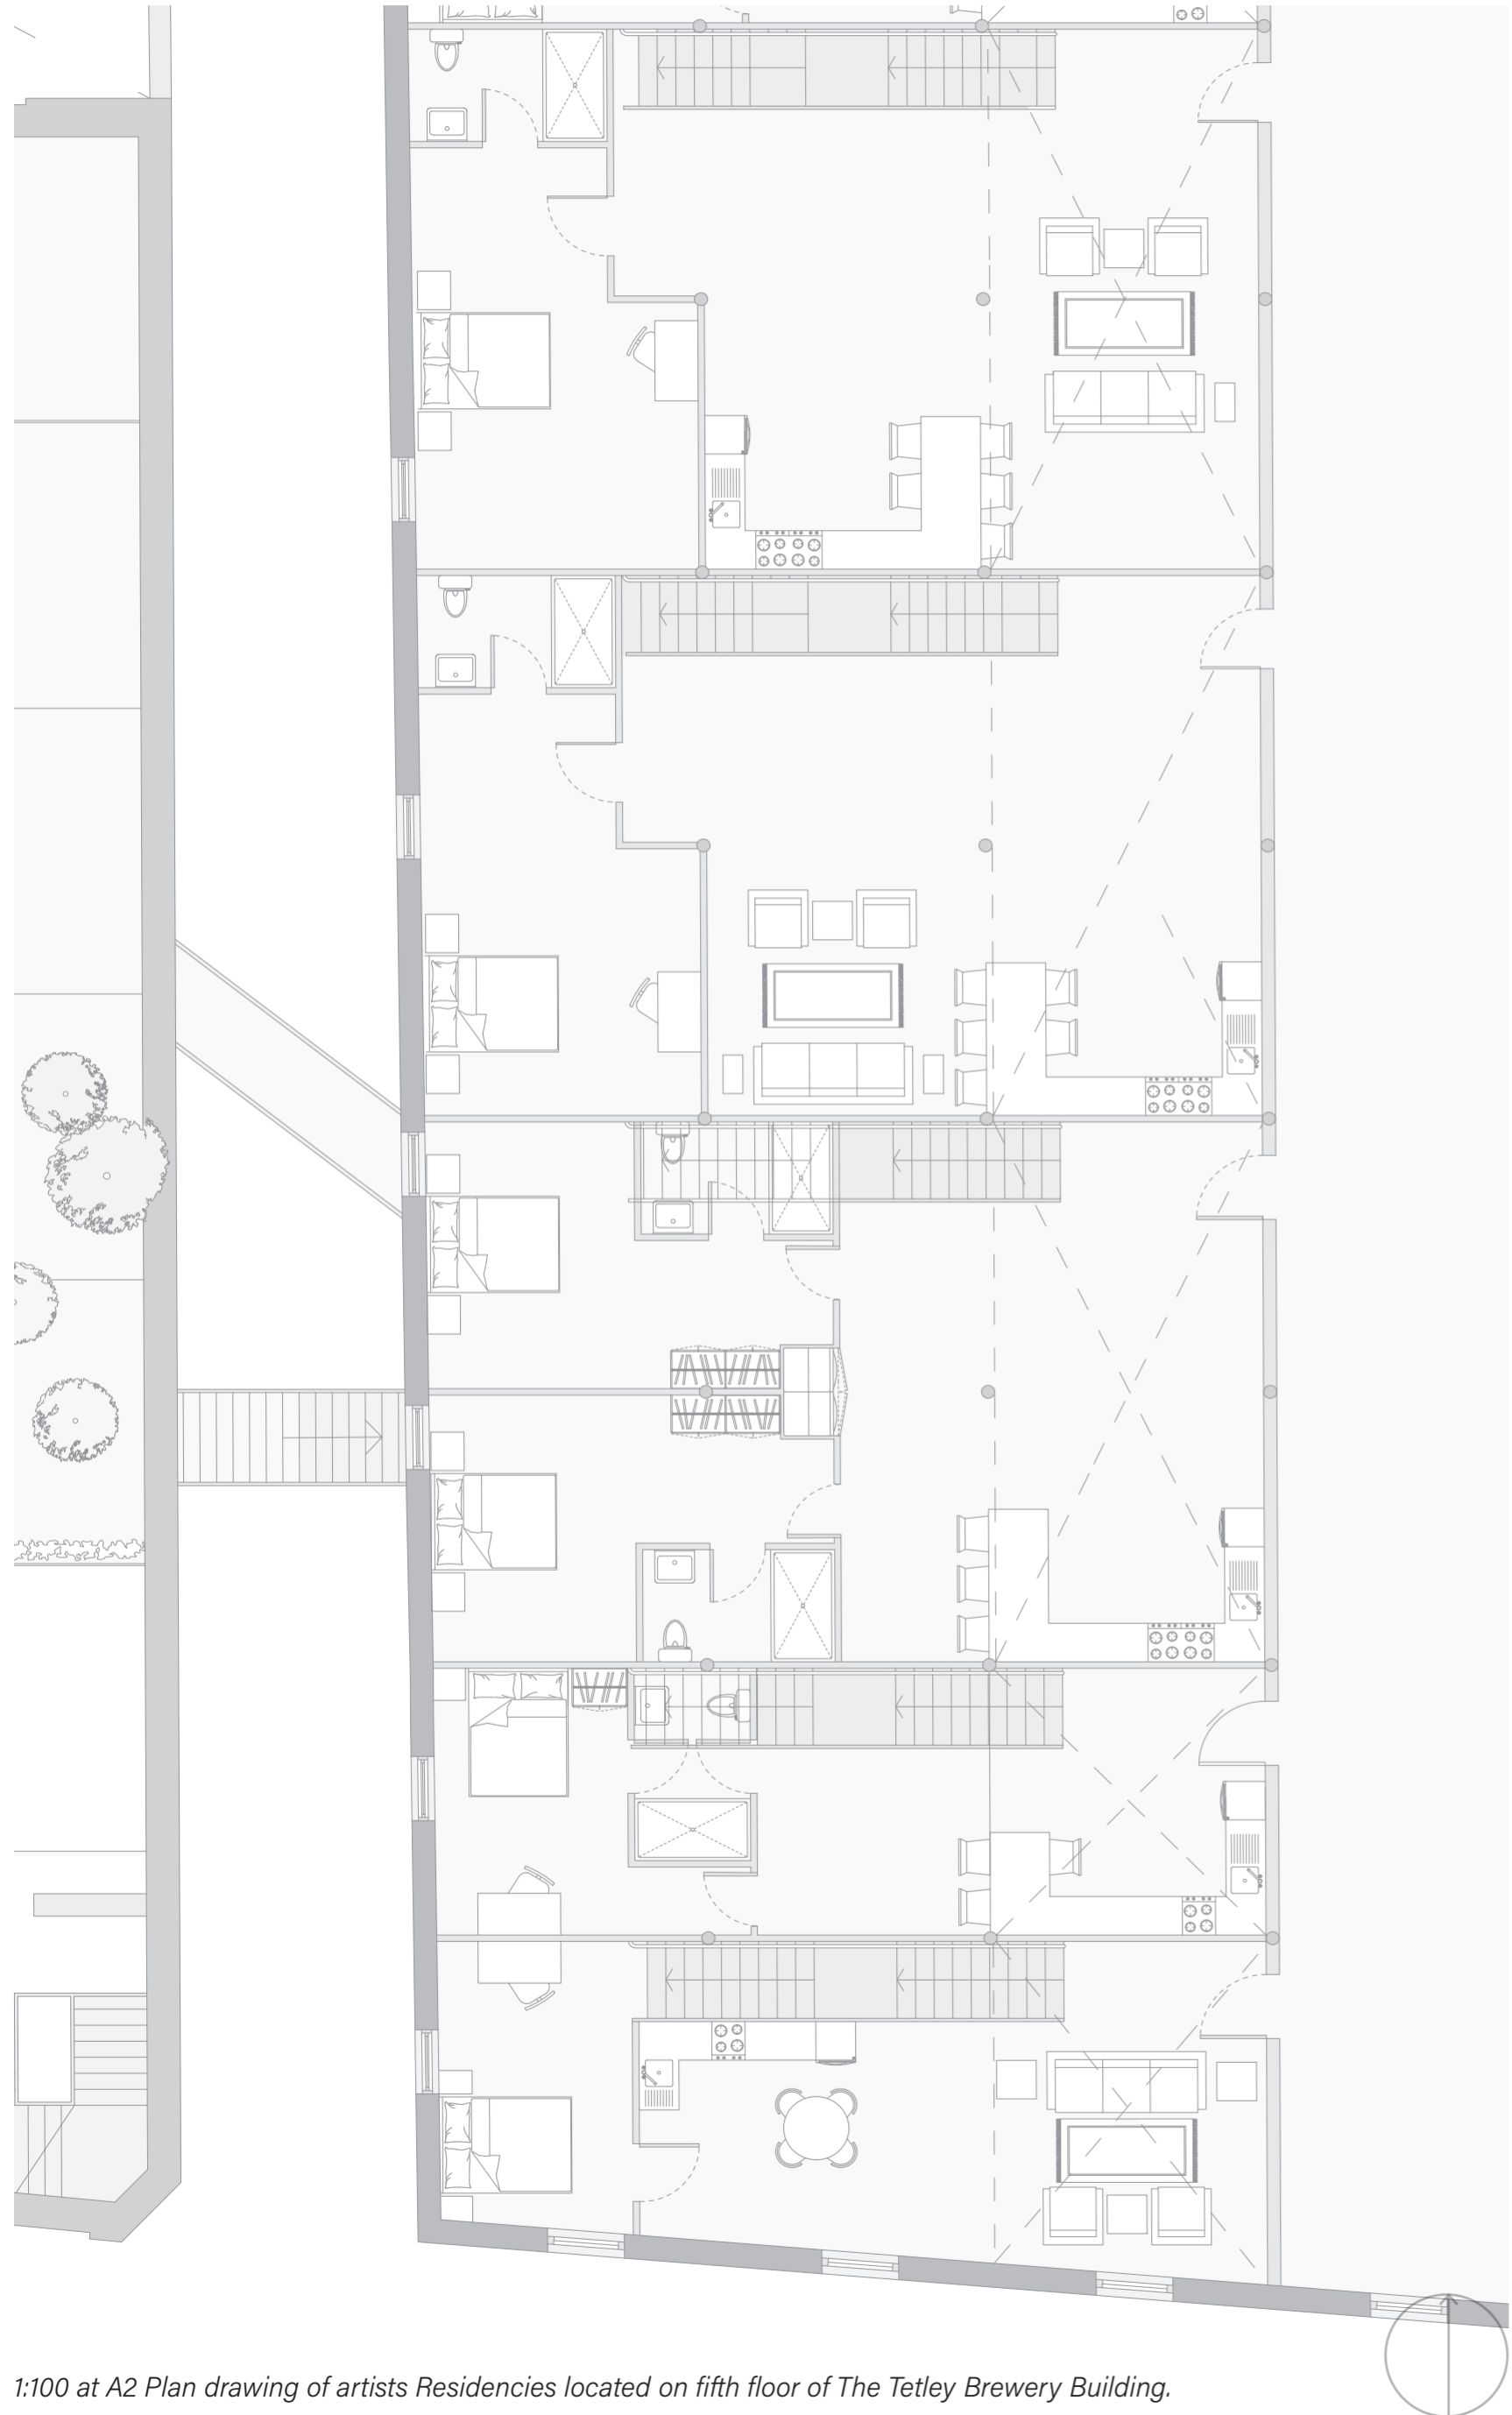 1:100 at A2 Plan drawing of artists Residencies located on fifth floor of The Tetley Brewery Building.